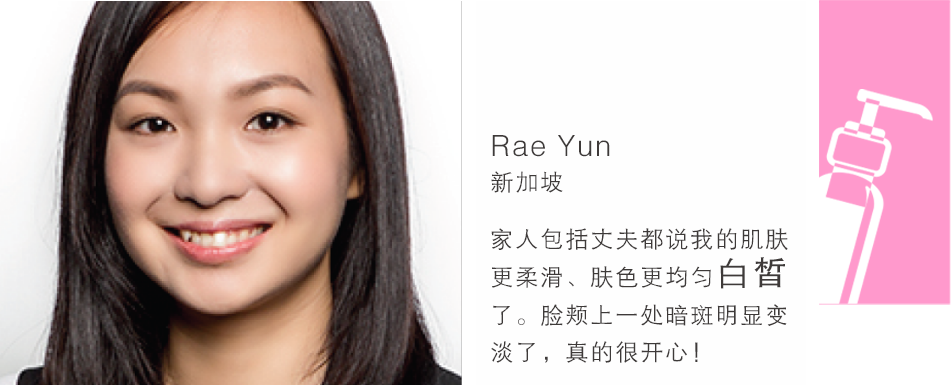 Rae Yun
新加坡
家人包括丈夫都说我的肌肤
更柔滑、肤色更均匀白皙
了。脸颊上一处暗斑明显变
淡了，真的很开心！